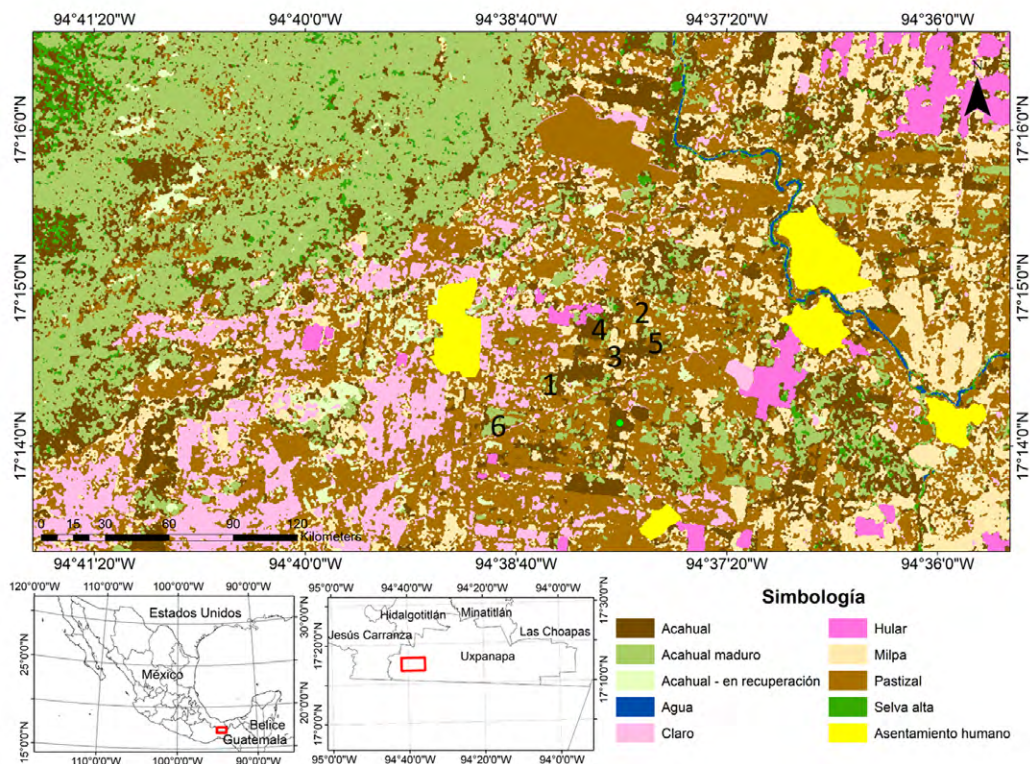 94°41'20"W 94°40'0"W 94°38'40"W 94°37'20"W 94°36'0"W
N
17°16'0"N 17°16'0"N
17°15'0"N 17°15'0"N
2
4
5
3
1
6
17°14'0"N 17°14'0"N
0 15 30 60 90 120
Kilometers
94°41'20"W 94°40'0"W 94°38'40"W 94°37'20"W 94°36'0"W
120°0'0"W 110°0'0"W 100°0'0"W 90°0'0"W
Estados Unidos
30°0'0"N
25°0'0"N
México
20°0'0"N
Belice
Guatemala
15°0'0"N
110°0'0"W 100°0'0"W 90°0'0"W
95°0'0"W 94°40'0"W 94°20'0"W 94°0'0"W
17°30'0"N
Hidalgotitlán Minatitlán
Jesús Carranza Las Choapas
17°20'0"N
Uxpanapa
17°10'0"N
17°0'0"N
95°0'0"W 94°40'0"W 94°20'0"W 94°0'0"W
Simbología
Acahual
Acahual maduro
Acahual - en recuperación
Agua
Claro
Hular
Milpa
Pastizal
Selva alta
Asentamiento humano